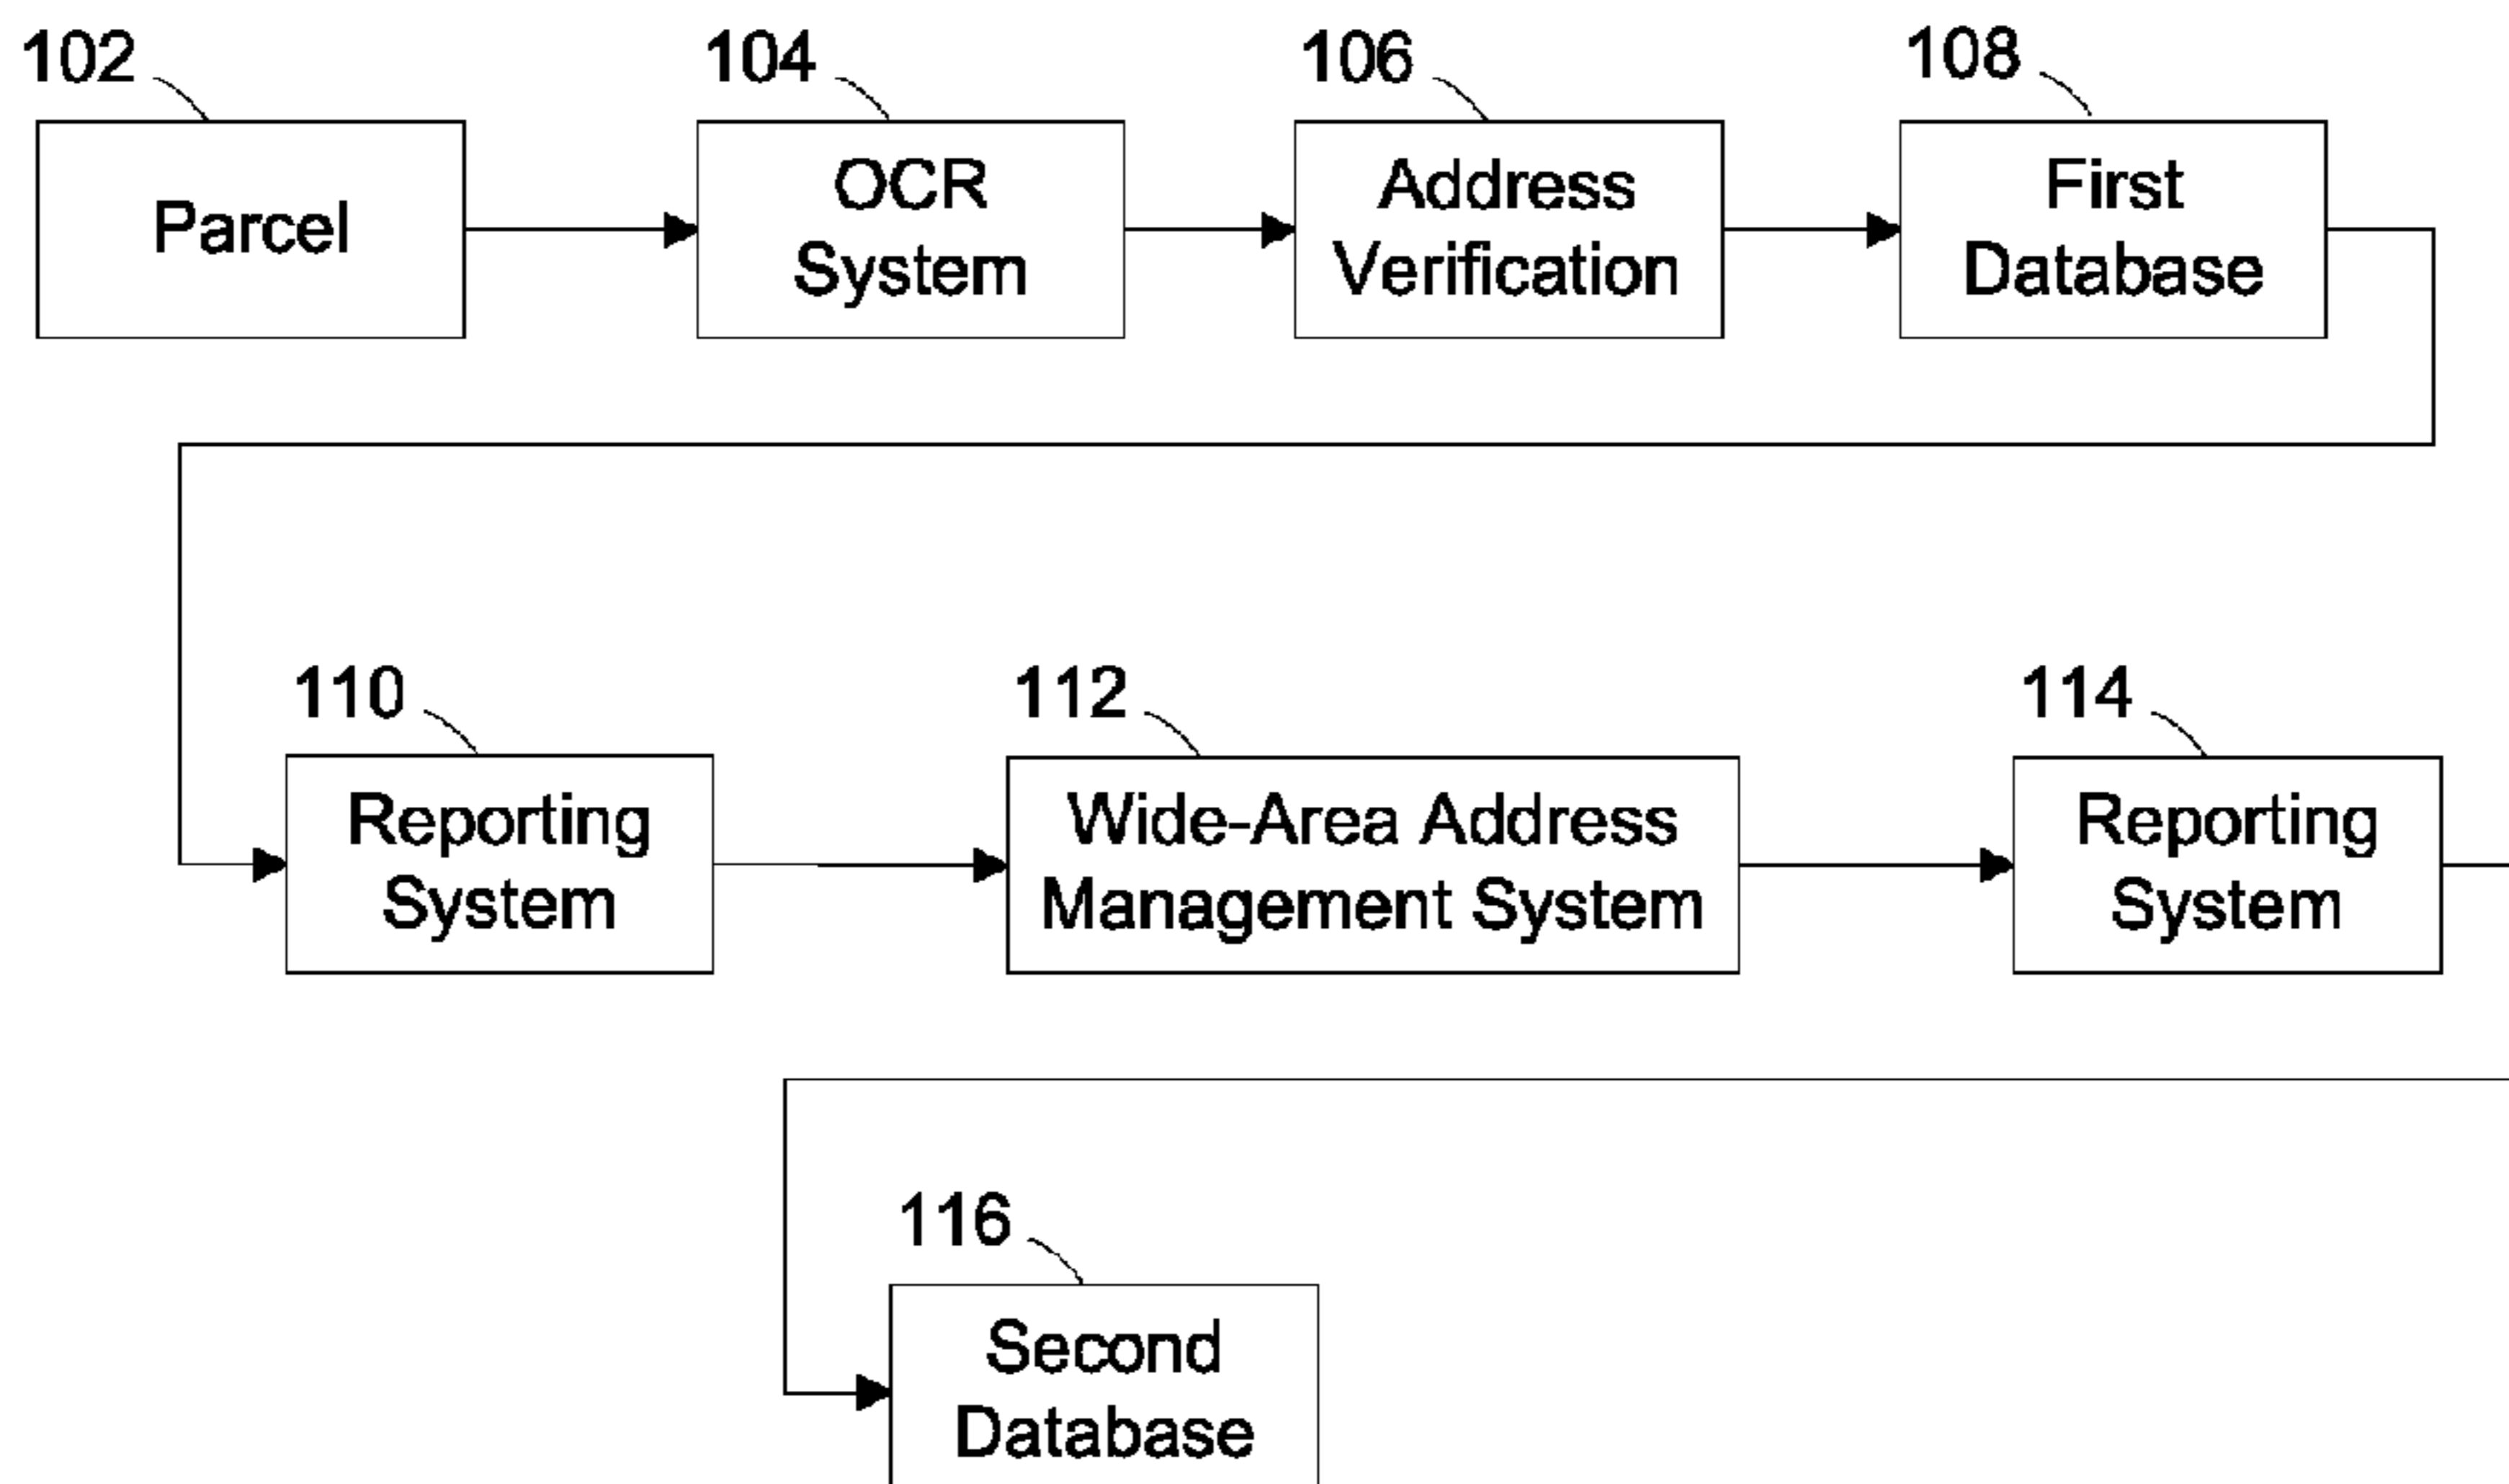 102
104
106
108
Parcel
OCR
System
Address
Verification
First
Database
110
112
114
Reporting
System
Wide-Area Address
Management System
Reporting
System
116
Second
Database